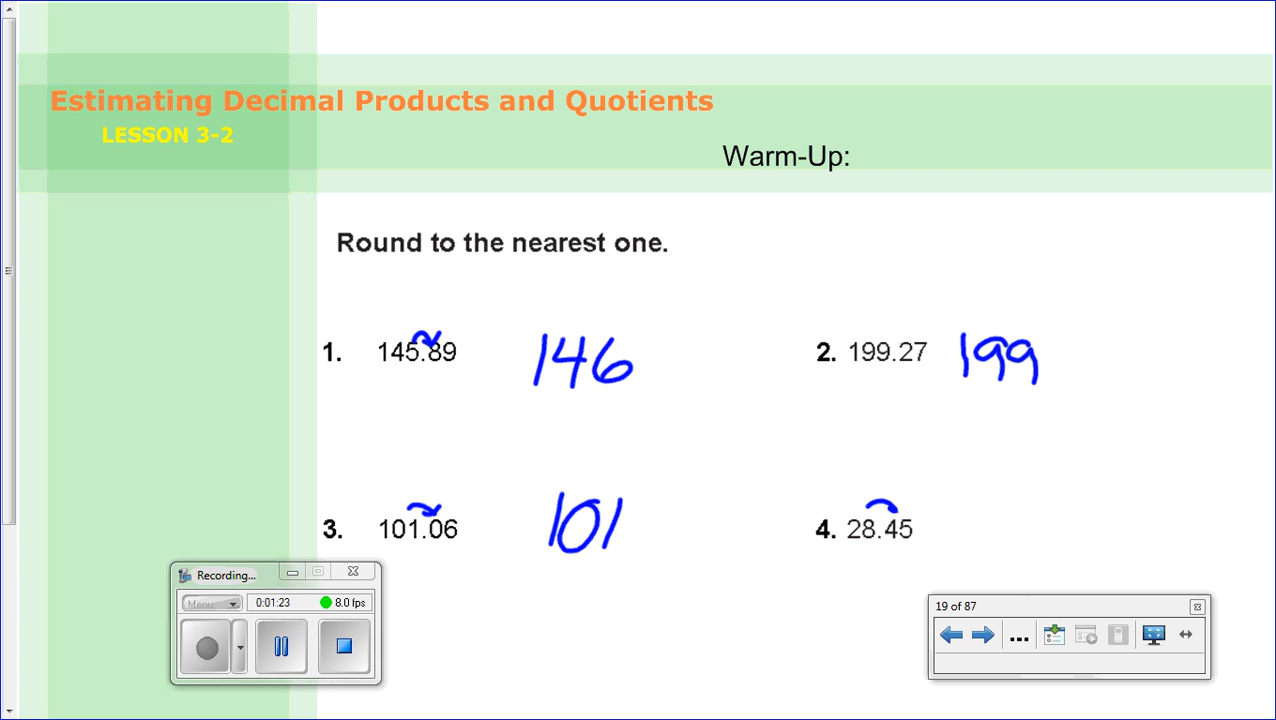 Estimating Decimal Products and Quotients
LESSON 3-2
Warm-Up:
Round to the nearest one.
1. 145.89 146
2. 199.27 199
3. 101.06 101
4. 28.45
Recording...
Menu
0:01:23 8.0 fps
19 of 87